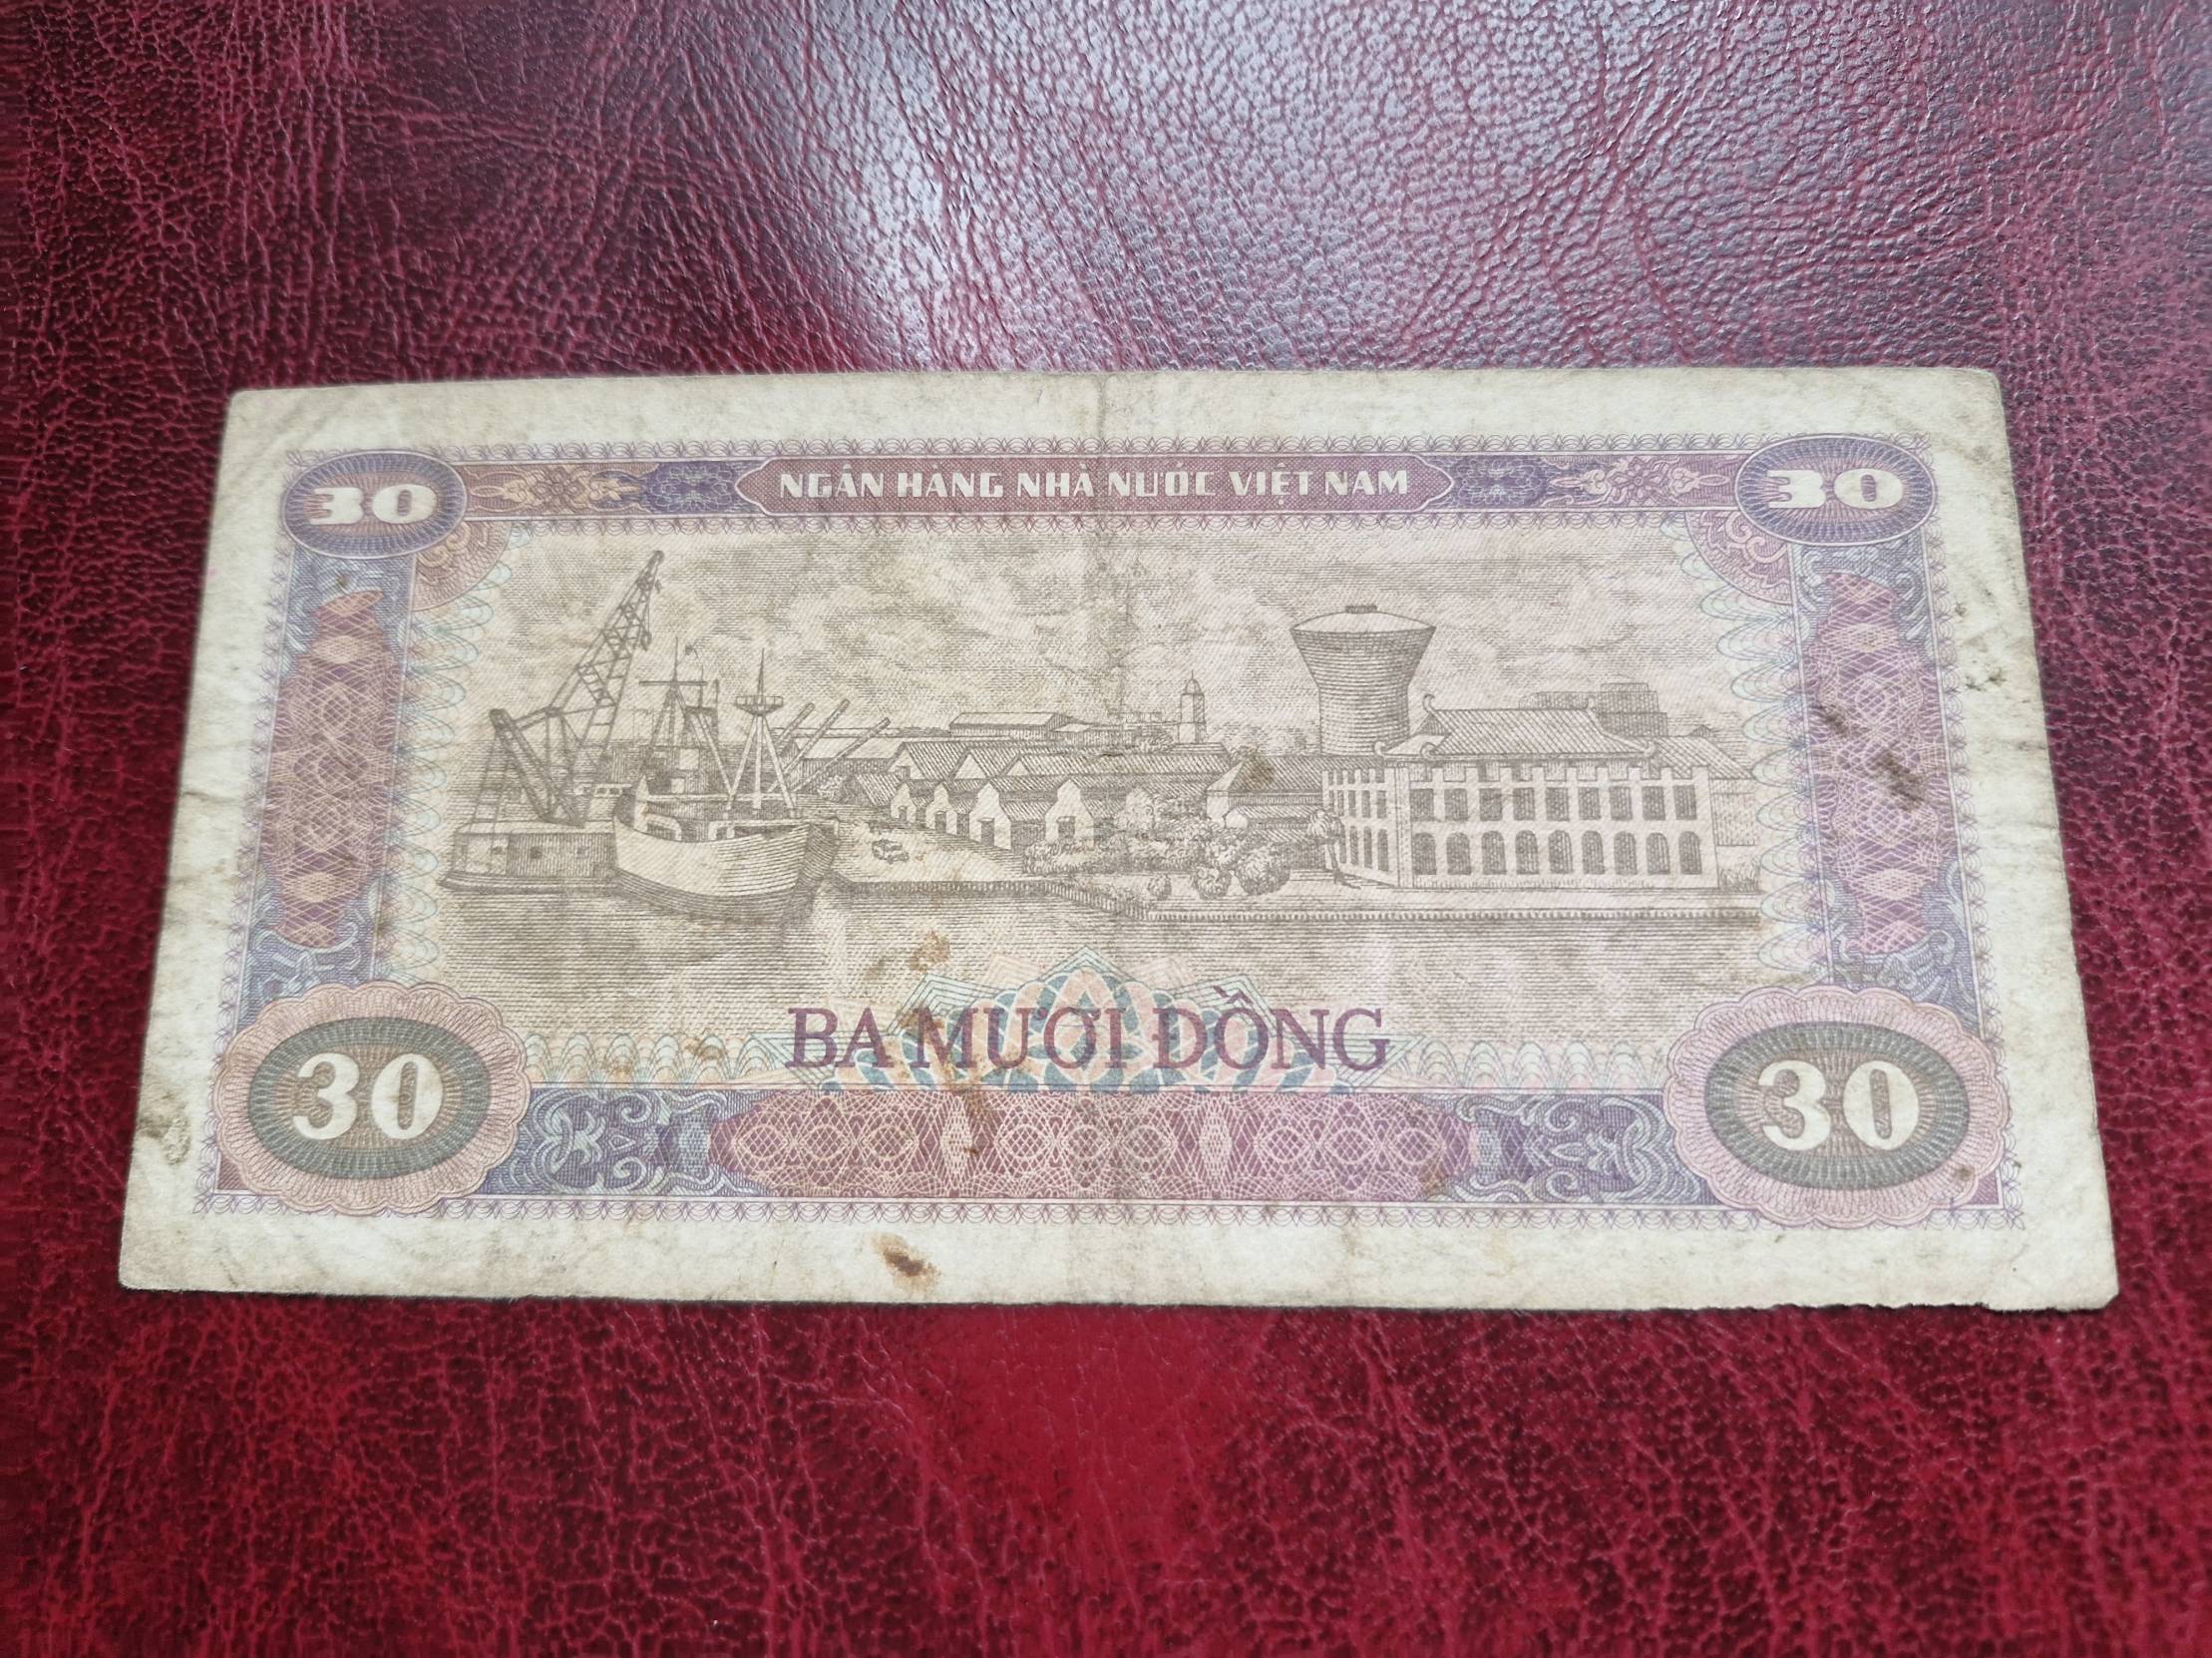 30 NGÂN HÀNG NHÀ NƯỚC VIỆT NAM 30
BA MƯƠI ĐỒNG
30 30